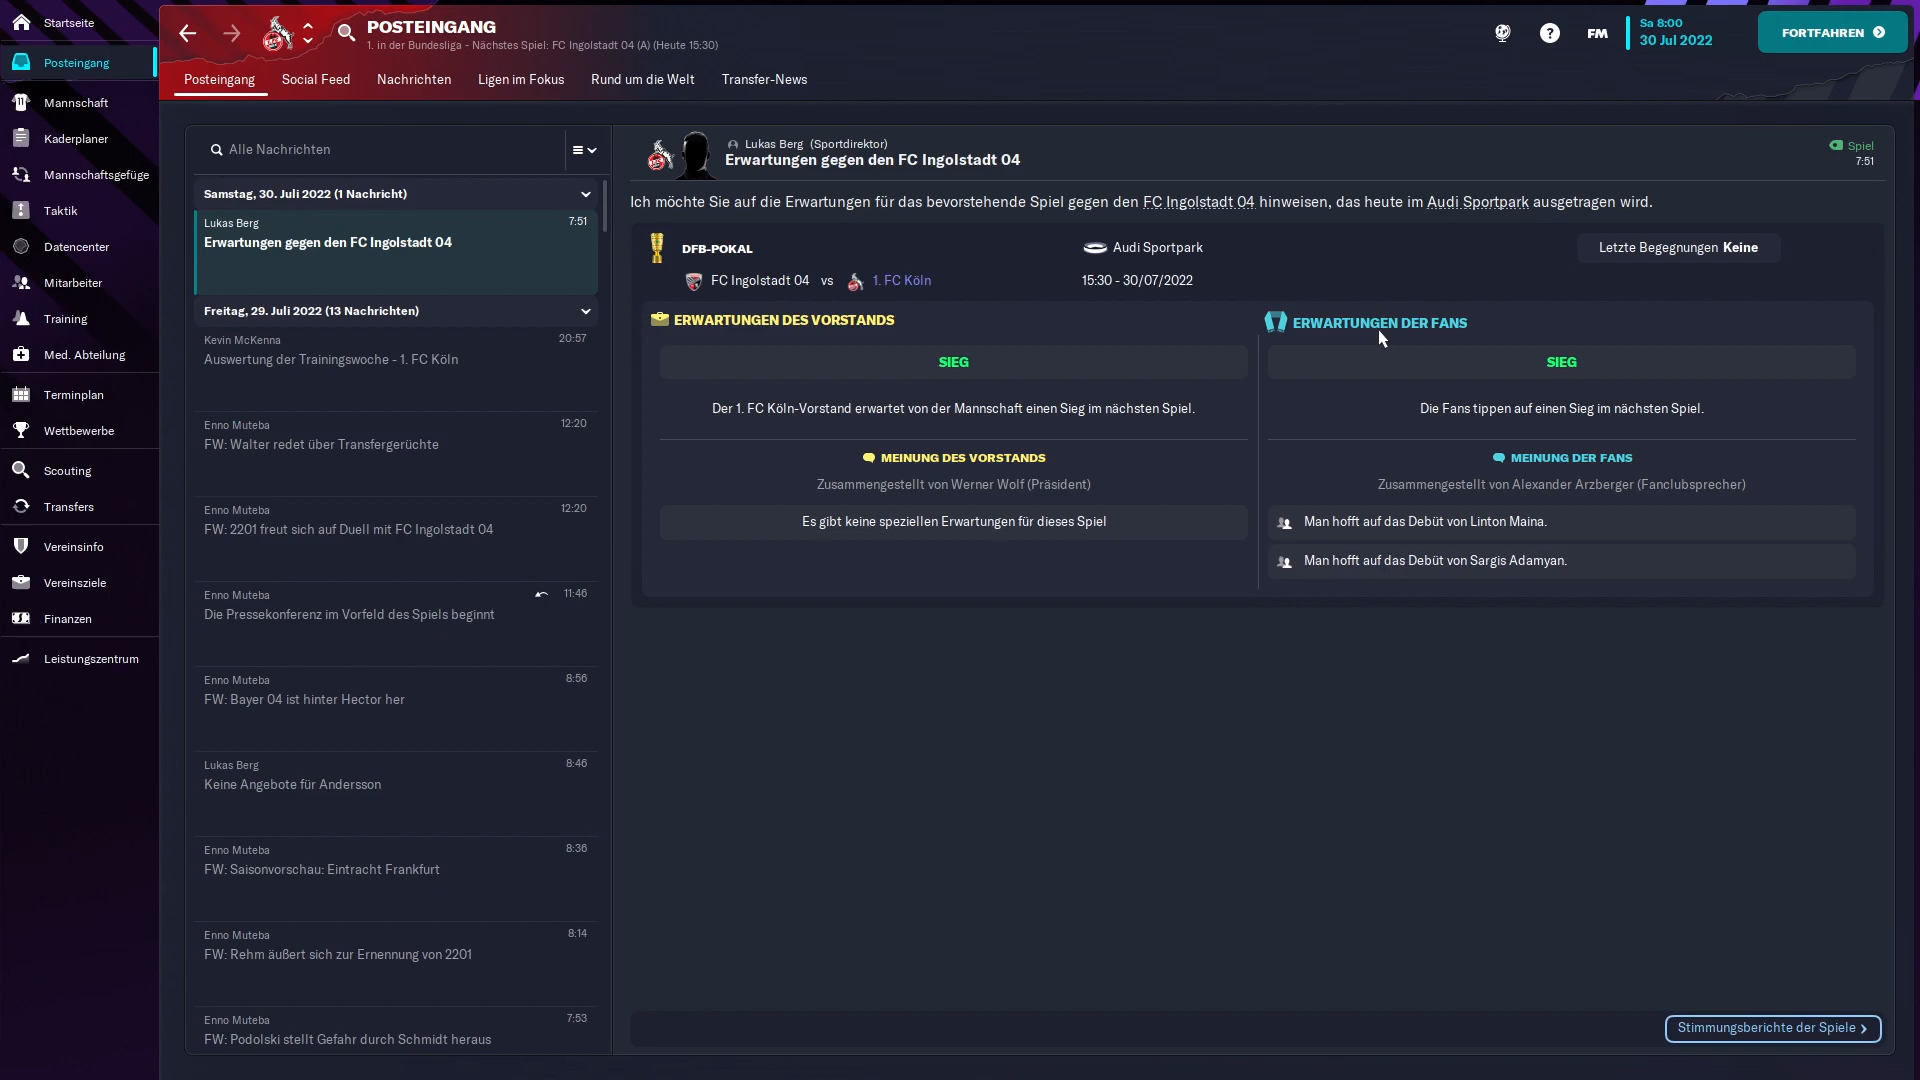 Startseite
Posteingang
Mannschaft
Kaderplaner
Mannschaftsgefüge
Taktik
Datencenter
Mitarbeiter
Training
Med. Abteilung
Terminplan
Wettbewerbe
Scouting
Transfers
Vereinsinfo
Vereinsziele
Finanzen
Leistungszentrum
POSTEINGANG
1. in der Bundesliga - Nächstes Spiel: FC Ingolstadt 04 (A) (Heute 15:30)
FM
Sa 8:00
30 Jul 2022
FORTFAHREN
Posteingang Social Feed Nachrichten Ligen im Fokus Rund um die Welt Transfer-News
Alle Nachrichten
Samstag, 30. Juli 2022 (1 Nachricht)
Lukas Berg 7:51
Erwartungen gegen den FC Ingolstadt 04
Freitag, 29. Juli 2022 (13 Nachrichten)
Kevin McKenna 20:57
Auswertung der Trainingswoche - 1. FC Köln
Enno Muteba 12:20
FW: Walter redet über Transfergerüchte
Enno Muteba 12:20
FW: 2201 freut sich auf Duell mit FC Ingolstadt 04
Enno Muteba 11:46
Die Pressekonferenz im Vorfeld des Spiels beginnt
Enno Muteba 8:56
FW: Bayer 04 ist hinter Hector her
Lukas Berg 8:46
Keine Angebote für Andersson
Enno Muteba 8:36
FW: Saisonvorschau: Eintracht Frankfurt
Enno Muteba 8:14
FW: Rehm äußert sich zur Ernennung von 2201
Enno Muteba 7:53
FW: Podolski stellt Gefahr durch Schmidt heraus
Lukas Berg (Sportdirektor)
Erwartungen gegen den FC Ingolstadt 04
Spiel
7:51
Ich möchte Sie auf die Erwartungen für das bevorstehende Spiel gegen den FC Ingolstadt 04 hinweisen, das heute im Audi Sportpark ausgetragen wird.
DFB-POKAL
Audi Sportpark
Letzte Begegnungen Keine
FC Ingolstadt 04 vs 1. FC Köln
15:30 - 30/07/2022
ERWARTUNGEN DES VORSTANDS
SIEG
Der 1. FC Köln-Vorstand erwartet von der Mannschaft einen Sieg im nächsten Spiel.
MEINUNG DES VORSTANDS
Zusammengestellt von Werner Wolf (Präsident)
Es gibt keine speziellen Erwartungen für dieses Spiel
ERWARTUNGEN DER FANS
SIEG
Die Fans tippen auf einen Sieg im nächsten Spiel.
MEINUNG DER FANS
Zusammengestellt von Alexander Arzberger (Fanclubsprecher)
Man hofft auf das Debüt von Linton Maina.
Man hofft auf das Debüt von Sargis Adamyan.
Stimmungsberichte der Spiele